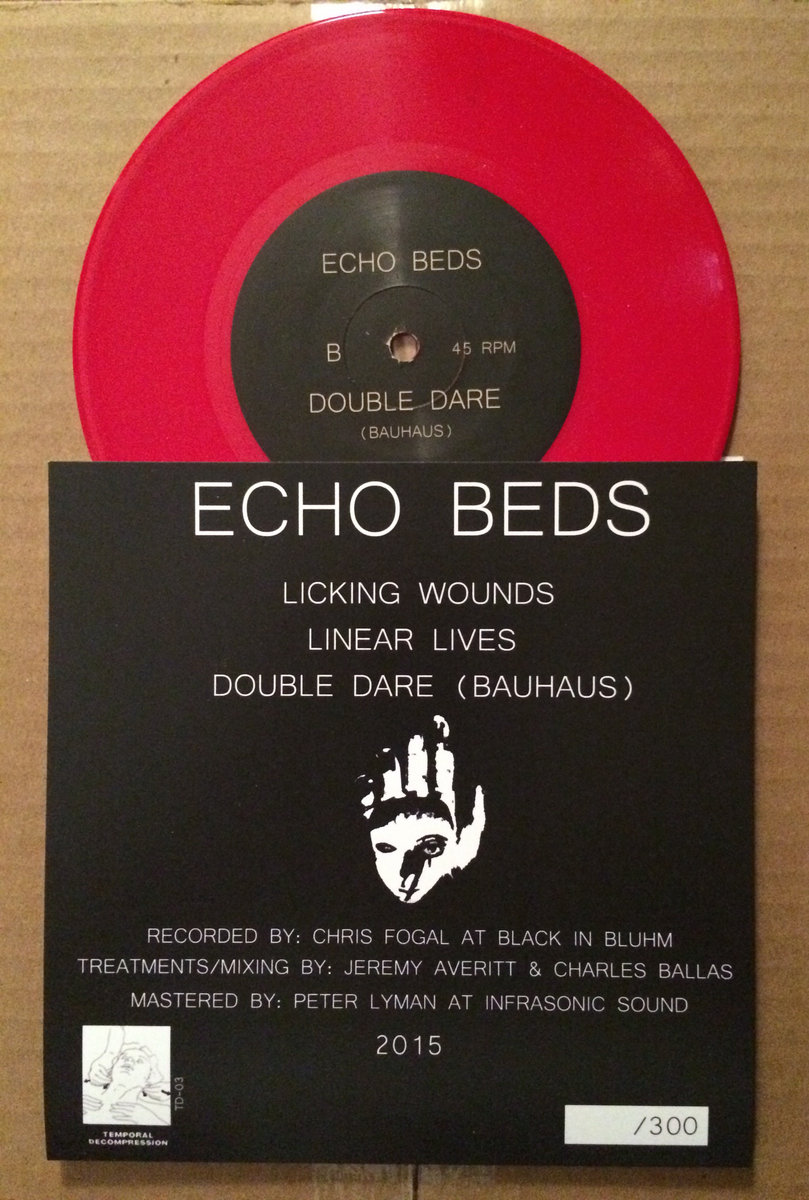 ECHO BEDS
B 45 RPM
DOUBLE DARE
(BAUHAUS)
ECHO BEDS
LICKING WOUNDS
LINEAR LIVES
DOUBLE DARE (BAUHAUS)
RECORDED BY: CHRIS FOGAL AT BLACK IN BLUHM
TREATMENTS/MIXING BY: JEREMY AVERITT & CHARLES BALLAS
MASTERED BY: PETER LYMAN AT INFRASONIC SOUND
2015
TD-03
TEMPORAL
DECOMPRESSION
/300